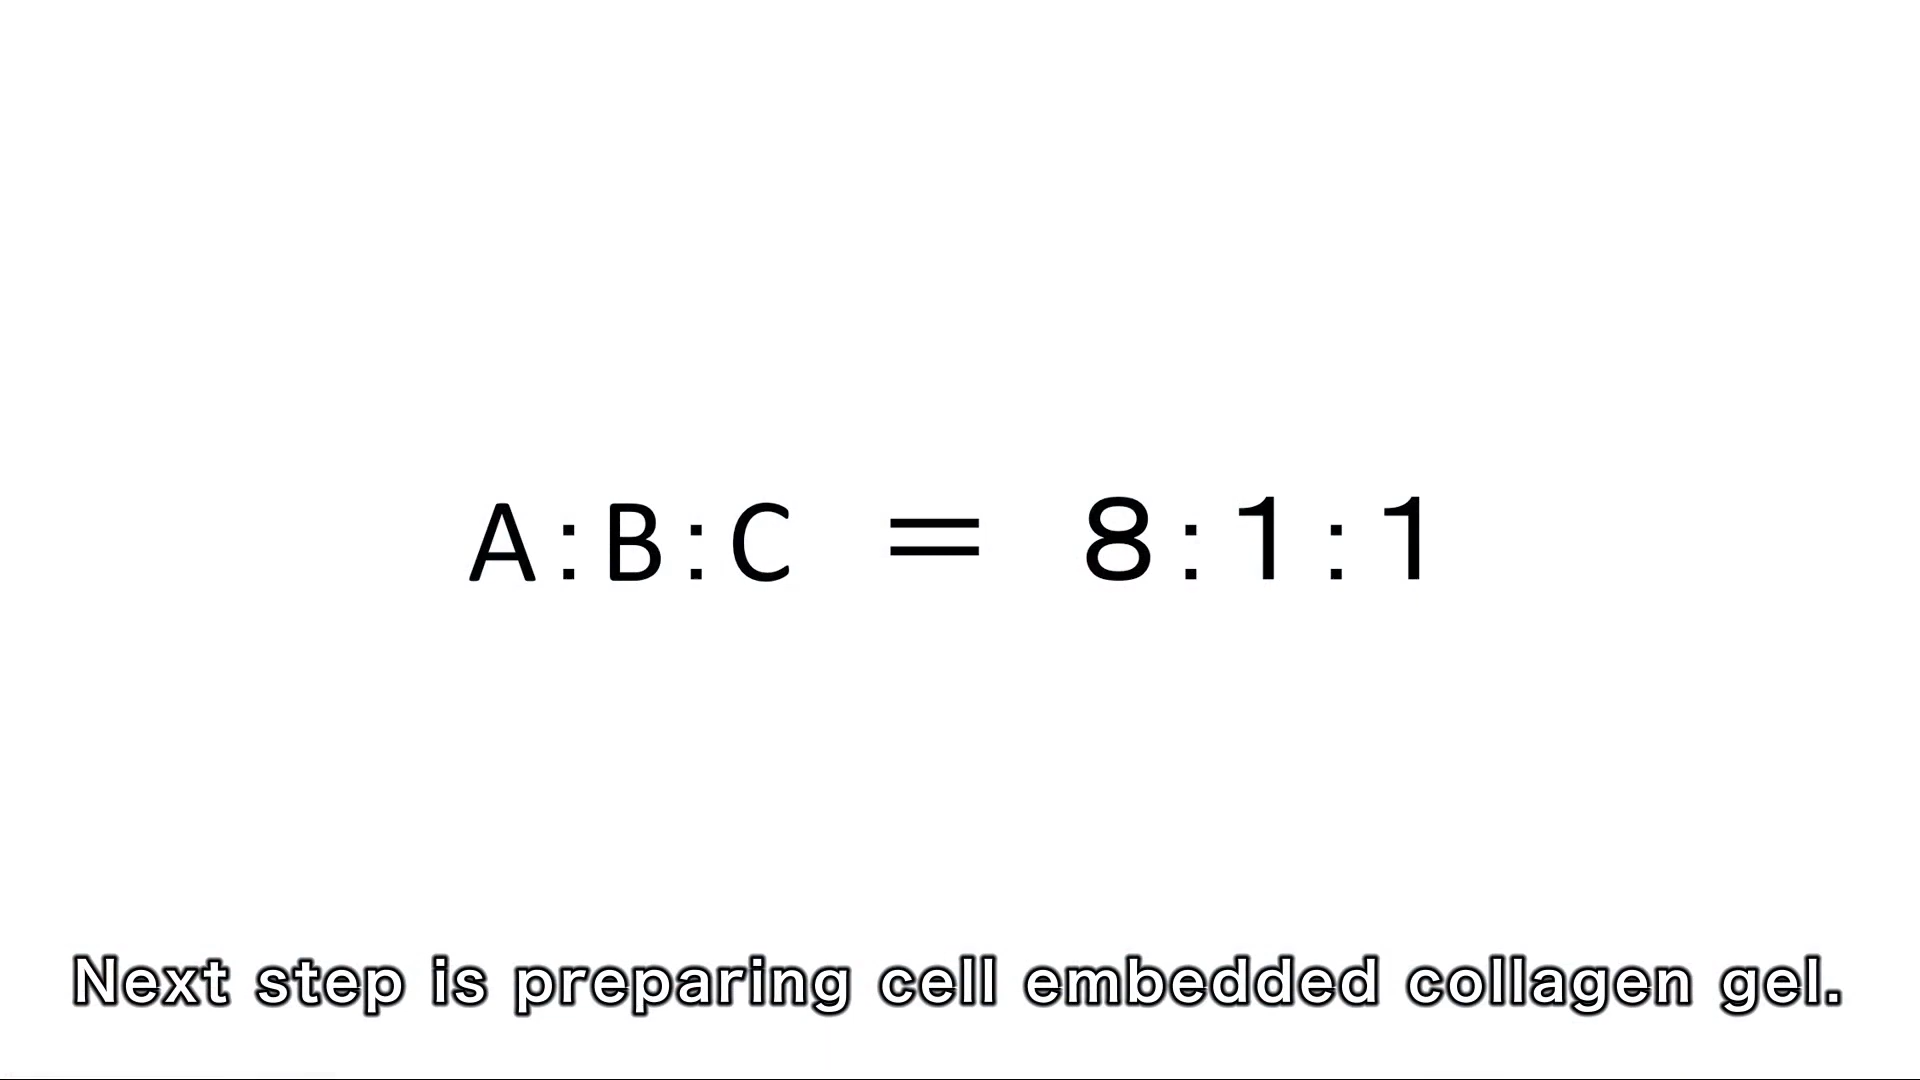 A:B:C = 8:1:1
Next step is preparing cell embedded collagen gel.